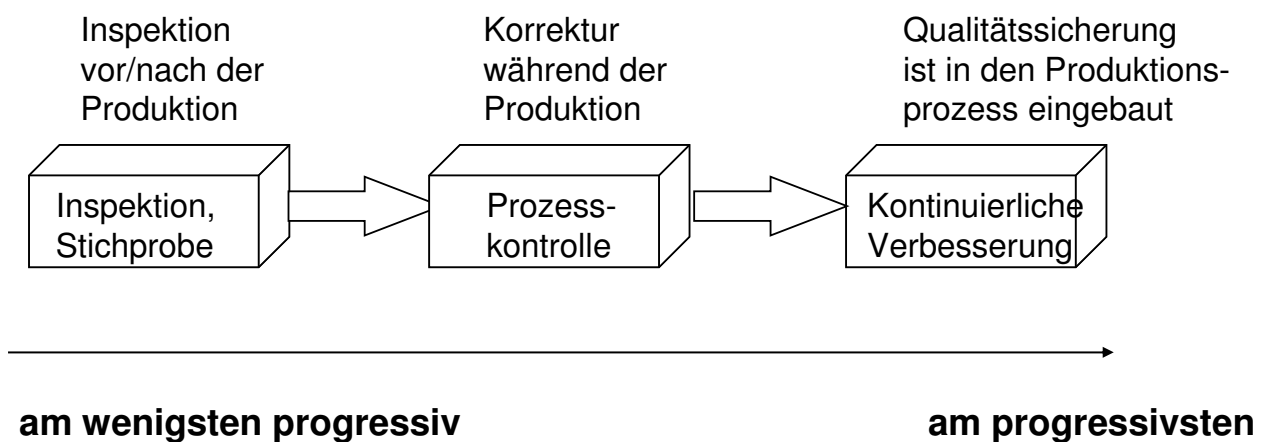 Inspektion
vor/nach der
Produktion
Korrektur
während der
Produktion
Qualitätssicherung
ist in den Produktions-
prozess eingebaut
Inspektion,
Stichprobe
Prozess-
kontrolle
Kontinuierliche
Verbesserung
am wenigsten progressiv
am progressivsten